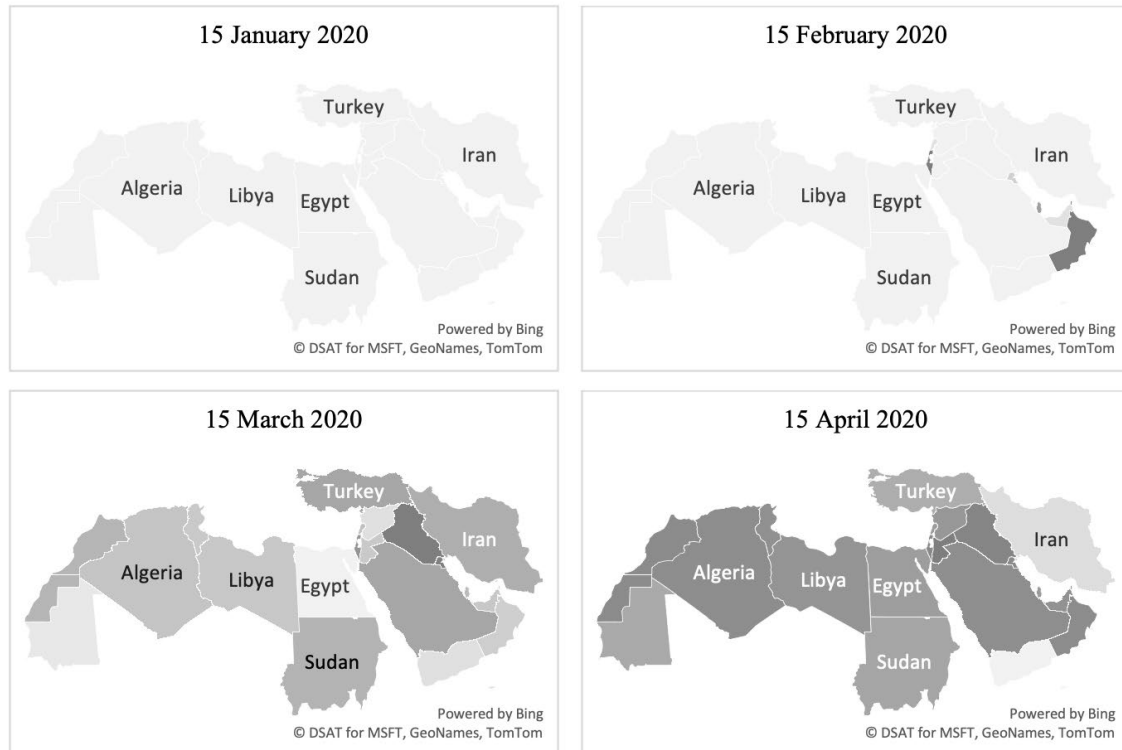 15 January 2020
Turkey
Iran
Algeria
Libya
Egypt
Sudan
Powered by Bing
© DSAT for MSFT, GeoNames, TomTom
15 February 2020
Turkey
Iran
Algeria
Libya
Egypt
Sudan
Powered by Bing
© DSAT for MSFT, GeoNames, TomTom
15 March 2020
Turkey
Iran
Algeria
Libya
Egypt
Sudan
Powered by Bing
© DSAT for MSFT, GeoNames, TomTom
15 April 2020
Turkey
Iran
Algeria
Libya
Egypt
Sudan
Powered by Bing
© DSAT for MSFT, GeoNames, TomTom